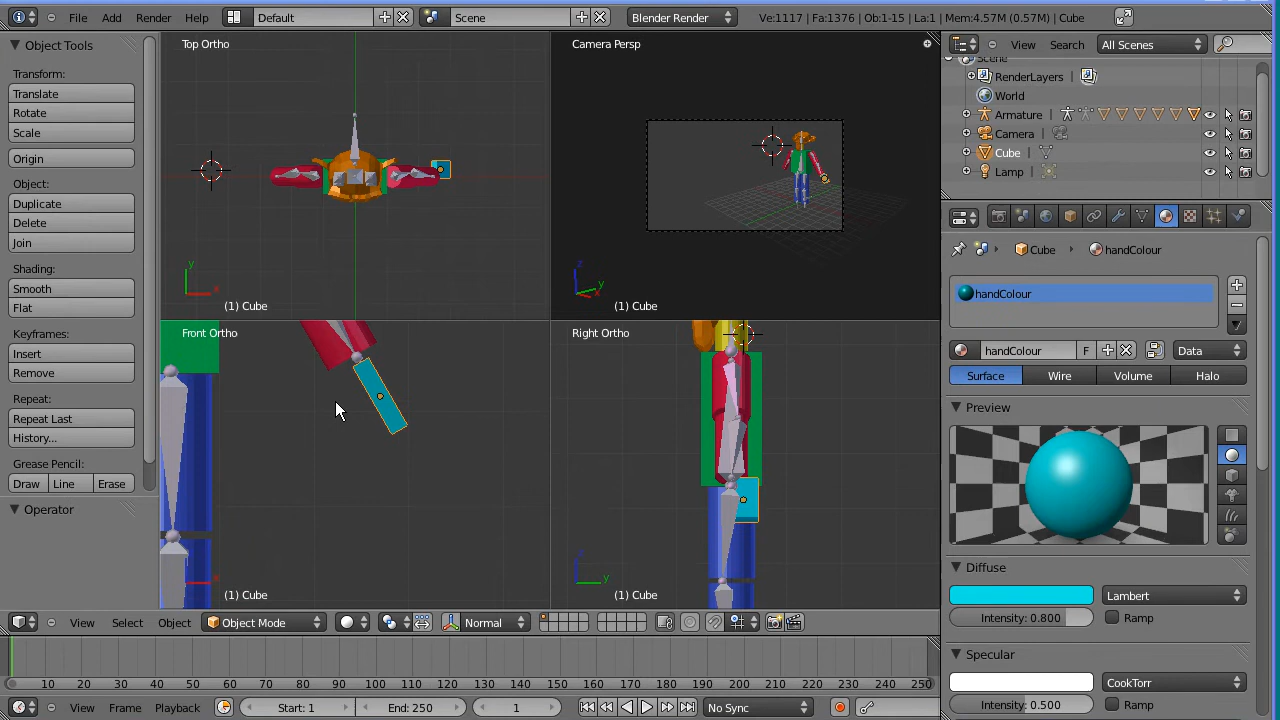 File Add Render Help Default Scene Blender Render Ve:1117 | Fa:1376 | Ob:1-15 | La:1 | Mem:4.57M (0.57M) | Cube
Object Tools
Transform:
Translate
Rotate
Scale
Origin
Object:
Duplicate
Delete
Join
Shading:
Smooth
Flat
Keyframes:
Insert
Remove
Repeat:
Repeat Last
History...
Grease Pencil:
Draw Line Erase
Operator
Top Ortho
y
x
(1) Cube
Camera Persp
z
y
x
(1) Cube
Front Ortho
x
(1) Cube
Right Ortho
y
(1) Cube
View Select Object Object Mode Normal
10 20 30 40 50 60 70 80 90 100 110 120 130 140 150 160 170 180 190 200 210 220 230 240 250
View Frame Playback Start: 1 End: 250 1 No Sync
View Search All Scenes
Scene
RenderLayers |
World
Armature |
Camera |
Cube |
Lamp |
Cube handColour
handColour
handColour F Data
Surface Wire Volume Halo
Preview
Diffuse
Lambert
Intensity: 0.800 Ramp
Specular
CookTorr
Intensity: 0.500 Ramp